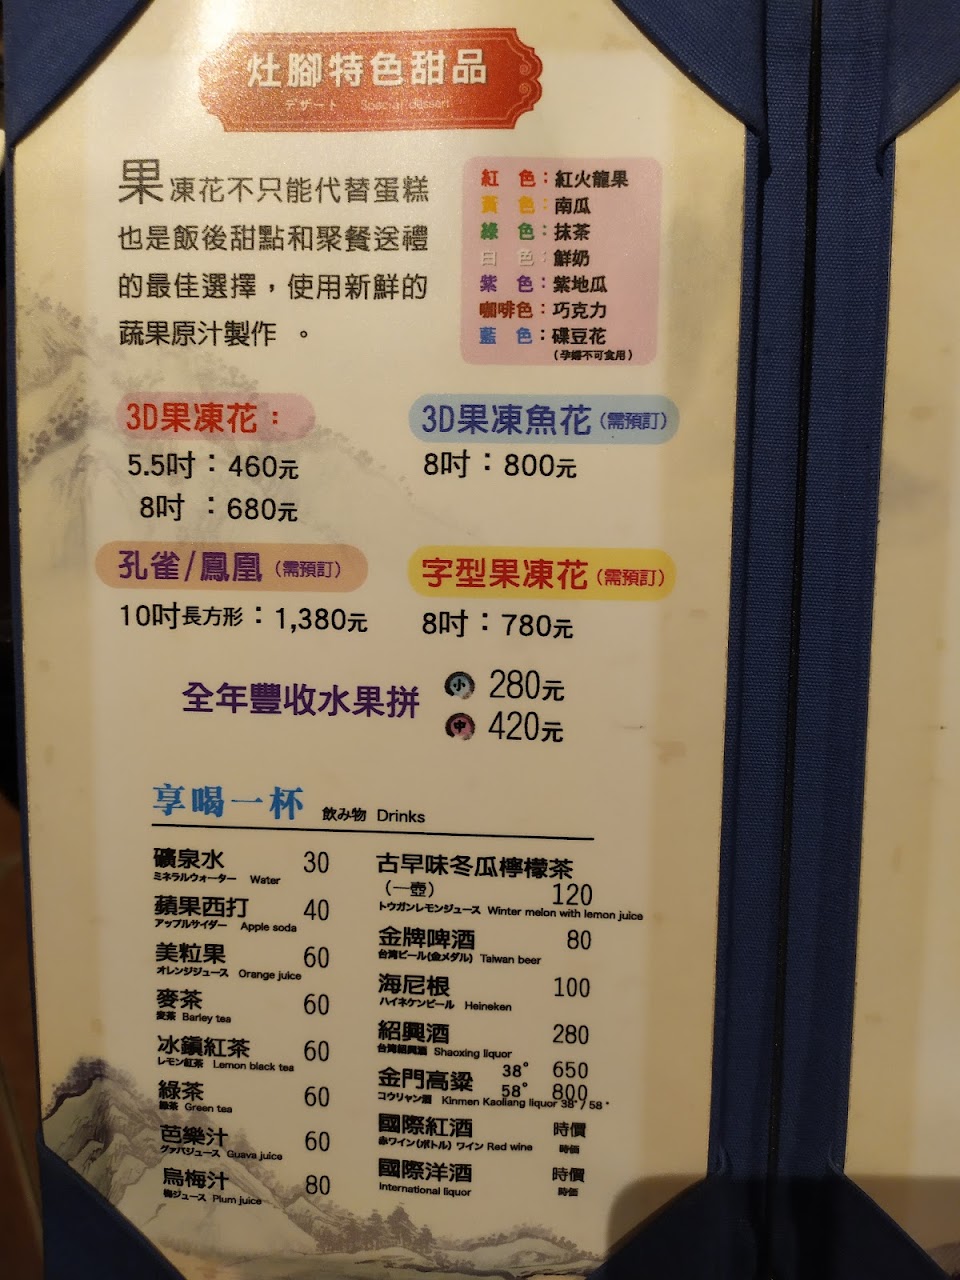 灶腳特色甜品
デザート Special dessert
果凍花不只能代替蛋糕
也是飯後甜點和聚餐送禮
的最佳選擇，使用新鮮的
蔬果原汁製作 。
紅 色：紅火龍果
黃 色：南瓜
綠 色：抹茶
白 色：鮮奶
紫 色：紫地瓜
咖啡色：巧克力
藍 色：碟豆花
（孕婦不可食用）
3D果凍花：
5.5吋：460元
8吋 ：680元
3D果凍魚花（需預訂）
8吋：800元
孔雀/鳳凰（需預訂）
10吋長方形：1,380元
字型果凍花（需預訂）
8吋：780元
全年豐收水果拼
小 280元
中 420元
享喝一杯 飲み物 Drinks
礦泉水 30
ミネラルウォーター Water
蘋果西打 40
アップルサイダー Apple soda
美粒果 60
オレンジジュース Orange juice
麥茶 60
麦茶 Barley tea
冰鎮紅茶 60
レモン紅茶 Lemon black tea
綠茶 60
緑茶 Green tea
芭樂汁 60
グァバジュース Guava juice
烏梅汁 80
梅ジュース Plum juice
古早味冬瓜檸檬茶
（一壺） 120
トウガンレモンジュース Winter melon with lemon juice
金牌啤酒 80
台湾ビール(金メダル) Taiwan beer
海尼根 100
ハイネケンビール Heineken
紹興酒 280
台湾紹興酒 Shaoxing liquor
金門高粱 38° 650
58° 800
コウリャン酒 Kinmen Kaoliang liquor 38°/ 58°
國際紅酒 時價
赤ワイン(ボトル) ワイン Red wine 時価
國際洋酒 時價
International liquor 時価